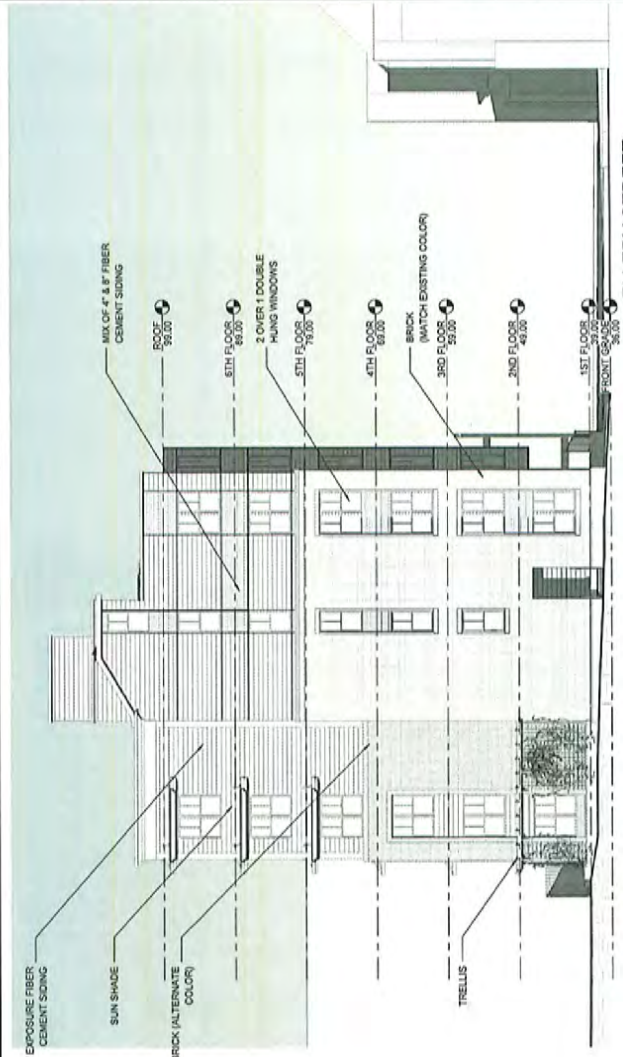 EXPOSURE FIBER
CEMENT SIDING
SUN SHADE
BRICK (ALTERNATE
COLOR)
TRELLIS
MIX OF 4" & 8" FIBER
CEMENT SIDING
ROOF
99.00
6TH FLOOR
89.00
2 OVER 1 DOUBLE
HUNG WINDOWS
5TH FLOOR
79.00
4TH FLOOR
69.00
BRICK
(MATCH EXISTING COLOR)
3RD FLOOR
59.00
2ND FLOOR
49.00
1ST FLOOR
39.00
FRONT GRADE
36.00